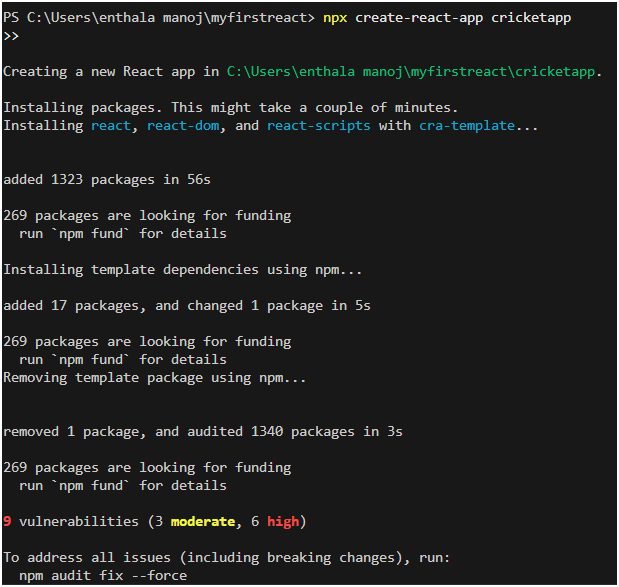 PS C:\Users\enthala manoj\myfirstreact> npx create-react-app cricketapp
>>
Creating a new React app in C:\Users\enthala manoj\myfirstreact\cricketapp.
Installing packages. This might take a couple of minutes.
Installing react, react-dom, and react-scripts with cra-template...
added 1323 packages in 56s
269 packages are looking for funding
run `npm fund` for details
Installing template dependencies using npm...
added 17 packages, and changed 1 package in 5s
269 packages are looking for funding
run `npm fund` for details
Removing template package using npm...
removed 1 package, and audited 1340 packages in 3s
269 packages are looking for funding
run `npm fund` for details
9 vulnerabilities (3 moderate, 6 high)
To address all issues (including breaking changes), run:
npm audit fix --force